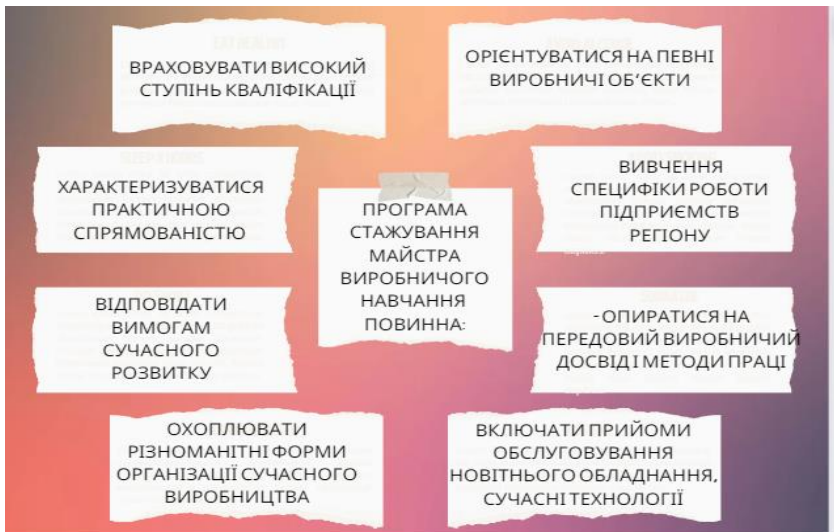 ВРАХОВУВАТИ ВИСОКИЙ
СТУПІНЬ КВАЛІФІКАЦІЇ
ОРІЄНТУВАТИСЯ НА ПЕВНІ
ВИРОБНИЧІ ОБ‘ЄКТИ
ХАРАКТЕРИЗУВАТИСЯ
ПРАКТИЧНОЮ
СПРЯМОВАНІСТЮ
ПРОГРАМА
СТАЖУВАННЯ
МАЙСТРА
ВИРОБНИЧОГО
НАВЧАННЯ
ПОВИННА:
ВИВЧЕННЯ
СПЕЦИФІКИ РОБОТИ
ПІДПРИЄМСТВ
РЕГІОНУ
ВІДПОВІДАТИ
ВИМОГАМ
СУЧАСНОГО
РОЗВИТКУ
- ОПИРАТИСЯ НА
ПЕРЕДОВИЙ ВИРОБНИЧИЙ
ДОСВІД І МЕТОДИ ПРАЦІ
ОХОПЛЮВАТИ
РІЗНОМАНІТНІ ФОРМИ
ОРГАНІЗАЦІЇ СУЧАСНОГО
ВИРОБНИЦТВА
ВКЛЮЧАТИ ПРИЙОМИ
ОБСЛУГОВУВАННЯ
НОВІТНЬОГО ОБЛАДНАННЯ,
СУЧАСНІ ТЕХНОЛОГІЇ